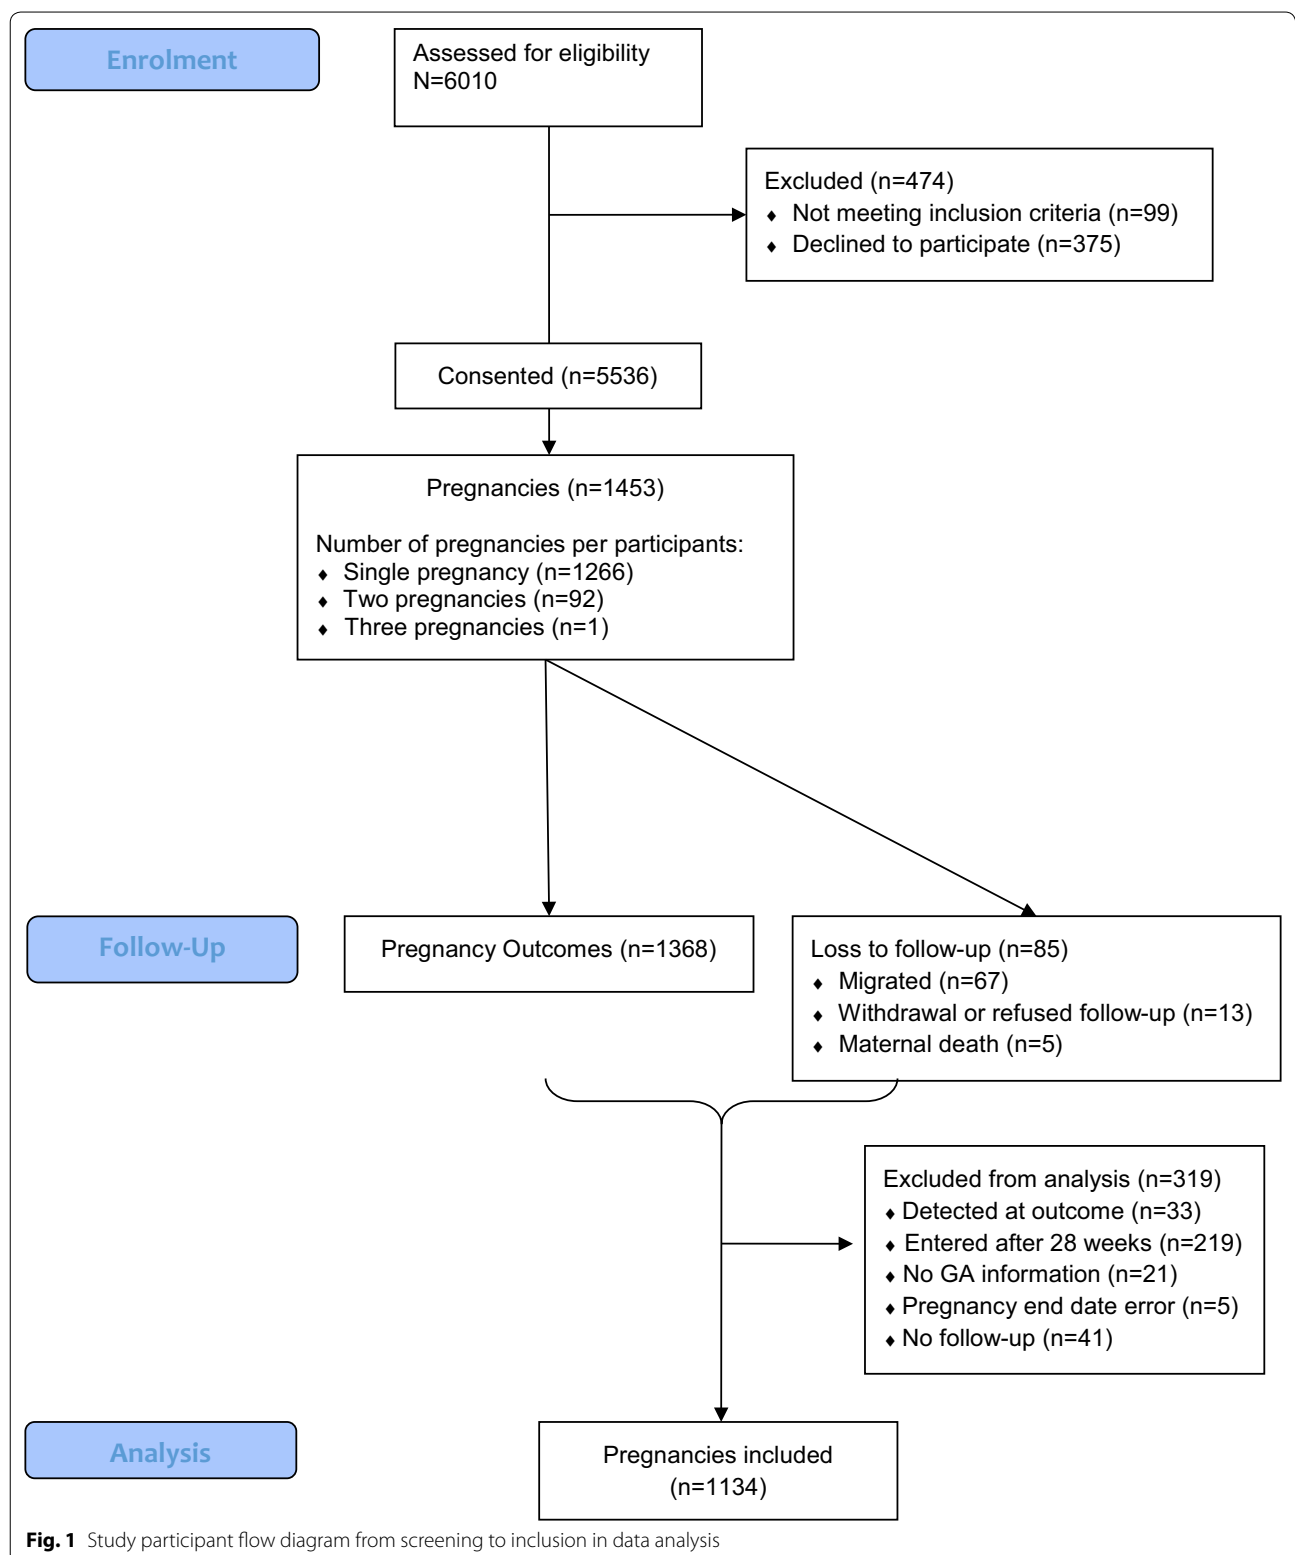 Enrolment
Assessed for eligibility
N=6010
Excluded (n=474)
♦ Not meeting inclusion criteria (n=99)
♦ Declined to participate (n=375)
Consented (n=5536)
Pregnancies (n=1453)
Number of pregnancies per participants:
♦ Single pregnancy (n=1266)
♦ Two pregnancies (n=92)
♦ Three pregnancies (n=1)
Follow-Up
Pregnancy Outcomes (n=1368)
Loss to follow-up (n=85)
♦ Migrated (n=67)
♦ Withdrawal or refused follow-up (n=13)
♦ Maternal death (n=5)
Excluded from analysis (n=319)
♦ Detected at outcome (n=33)
♦ Entered after 28 weeks (n=219)
♦ No GA information (n=21)
♦ Pregnancy end date error (n=5)
♦ No follow-up (n=41)
Analysis
Pregnancies included
(n=1134)
Fig. 1 Study participant flow diagram from screening to inclusion in data analysis